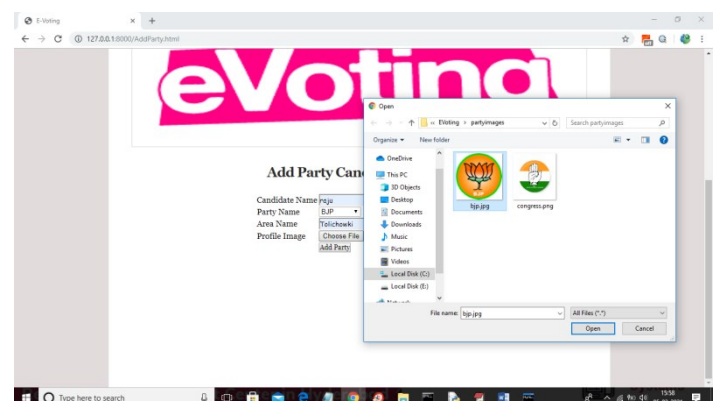 E-Voting
127.0.0.1:8000/AddParty.html
eVoting
Add Party Can
Candidate Name raju
Party Name BJP
Area Name Tolichowki
Profile Image Choose File
Add Party
Open
« EVoting › partyimages
Search partyimages
Organize
New folder
OneDrive
This PC
3D Objects
Desktop
Documents
Downloads
Music
Pictures
Videos
Local Disk (C:)
Local Disk (E:)
bjp.jpg
congress.png
File name: bjp.jpg
All Files (*.*)
Open
Cancel
Type here to search
15:58